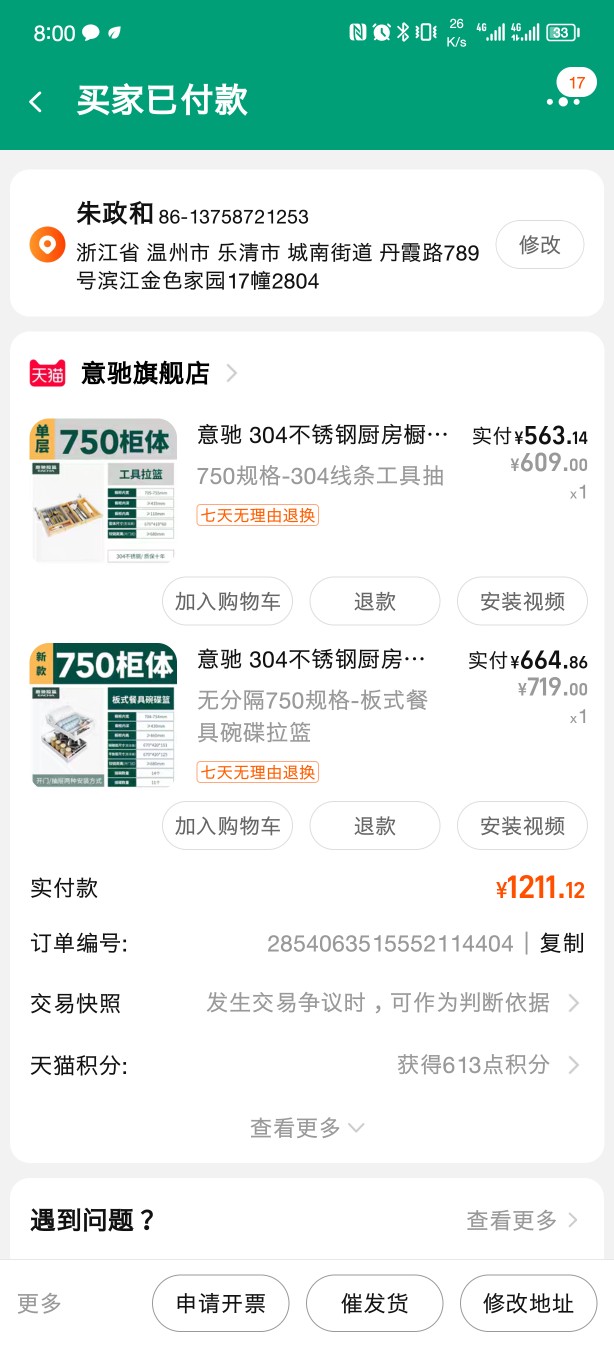 8:00
26
K/s
4G
4G
33
买家已付款
17
朱政和 86-13758721253
浙江省 温州市 乐清市 城南街道 丹霞路789
号滨江金色家园17幢2804
修改
天猫 意驰旗舰店
单层 750柜体
工具拉篮
意驰 304不锈钢厨房橱… 实付¥563.14
750规格-304线条工具抽 ¥609.00
x1
七天无理由退换
加入购物车 退款 安装视频
新款 750柜体
板式餐具碗碟篮
开门/抽屉两种安装方式
意驰 304不锈钢厨房… 实付¥664.86
无分隔750规格-板式餐 ¥719.00
具碗碟拉篮 x1
七天无理由退换
加入购物车 退款 安装视频
实付款 ¥1211.12
订单编号: 2854063515552114404 | 复制
交易快照 发生交易争议时，可作为判断依据
天猫积分: 获得613点积分
查看更多
遇到问题？ 查看更多
更多 申请开票 催发货 修改地址